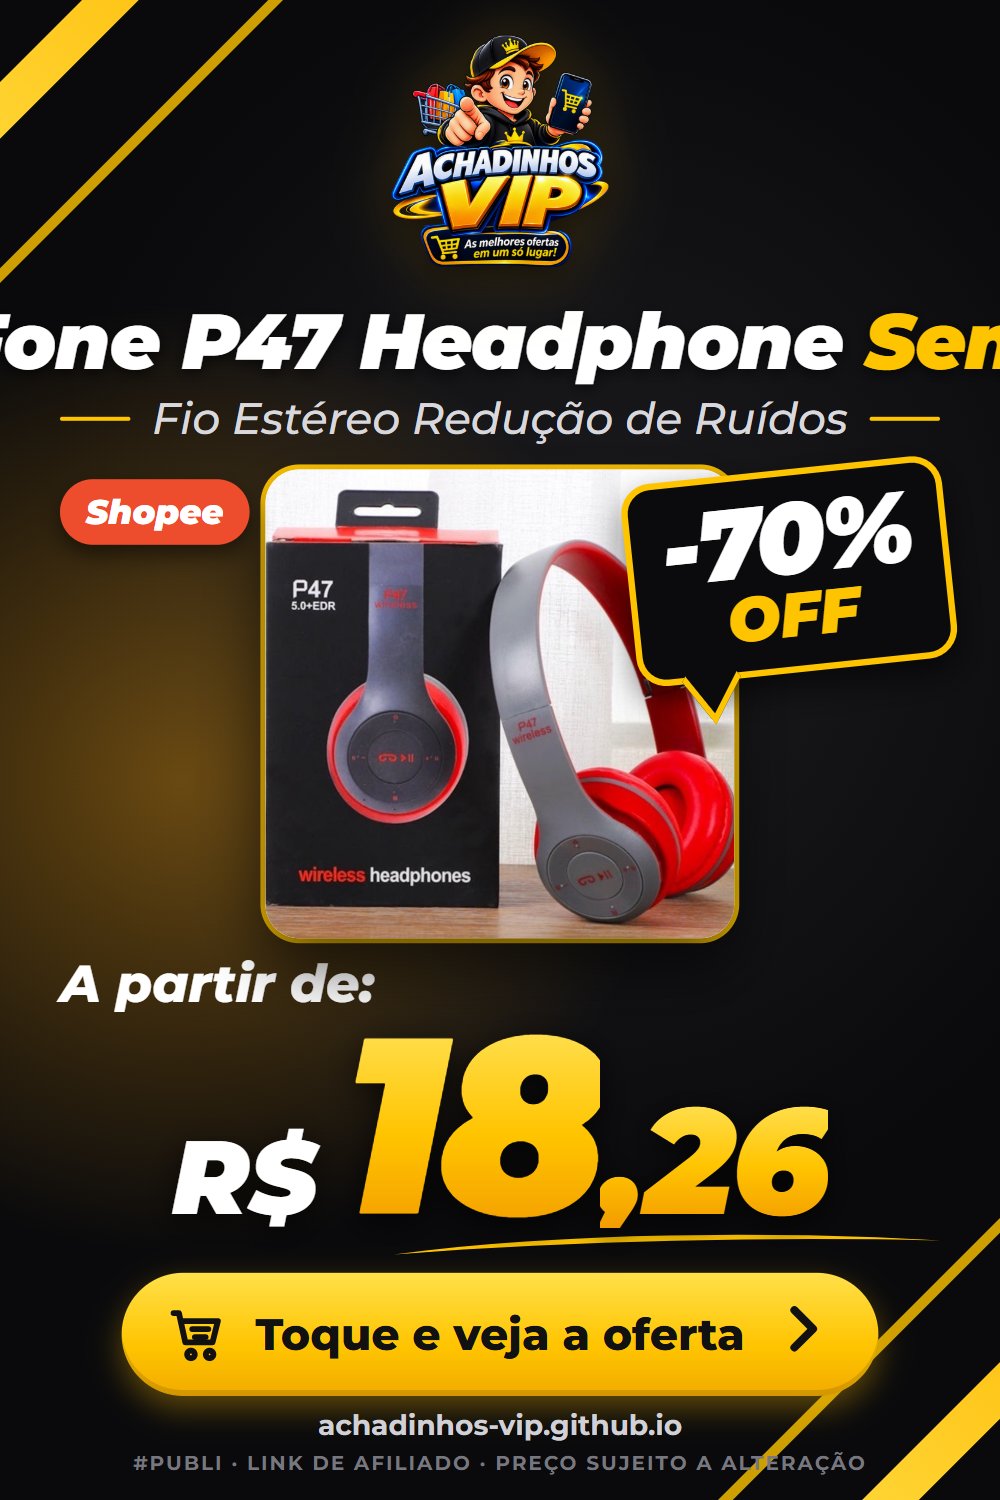 ACHADINHOS
VIP
As melhores ofertas
em um só lugar!
Fone P47 Headphone Sem
Fio Estéreo Redução de Ruídos
Shopee
-70%
OFF
P47
5.0+EDR
P47
wireless
P47
wireless
wireless headphones
A partir de:
R$ 18,26
Toque e veja a oferta
achadinhos-vip.github.io
#PUBLI · LINK DE AFILIADO · PREÇO SUJEITO A ALTERAÇÃO